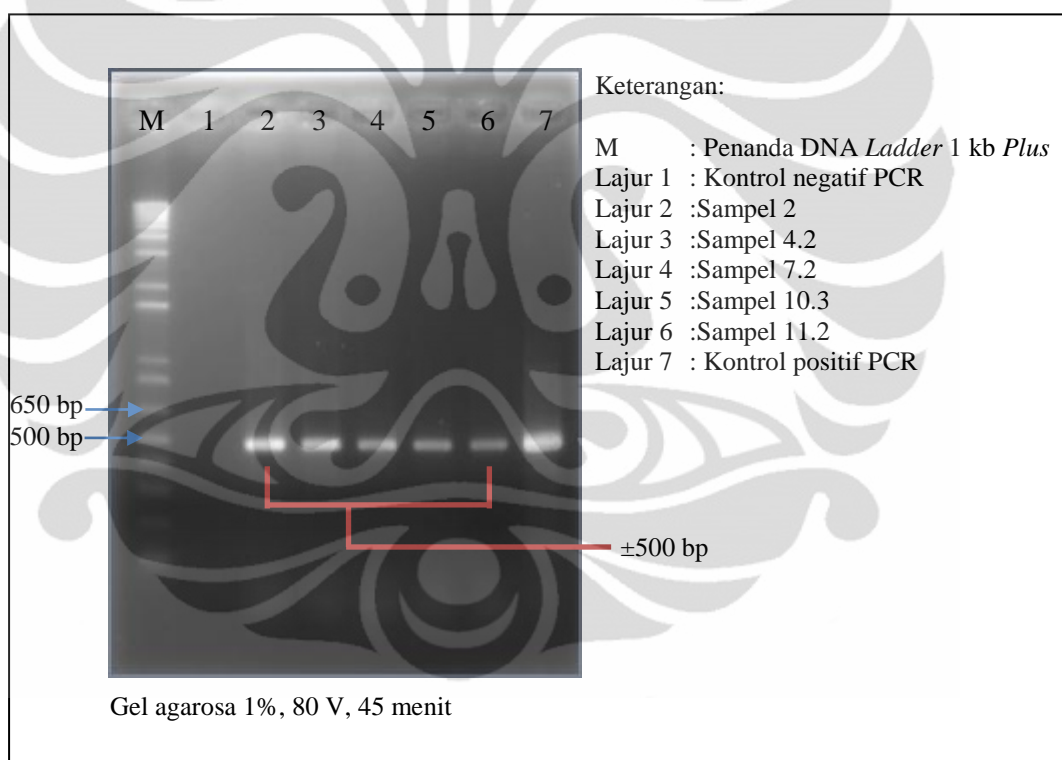 Keterangan:
M 1 2 3 4 5 6 7
M : Penanda DNA Ladder 1 kb Plus
Lajur 1 : Kontrol negatif PCR
Lajur 2 :Sampel 2
Lajur 3 :Sampel 4.2
Lajur 4 :Sampel 7.2
Lajur 5 :Sampel 10.3
Lajur 6 :Sampel 11.2
Lajur 7 : Kontrol positif PCR
650 bp
500 bp
±500 bp
Gel agarosa 1%, 80 V, 45 menit